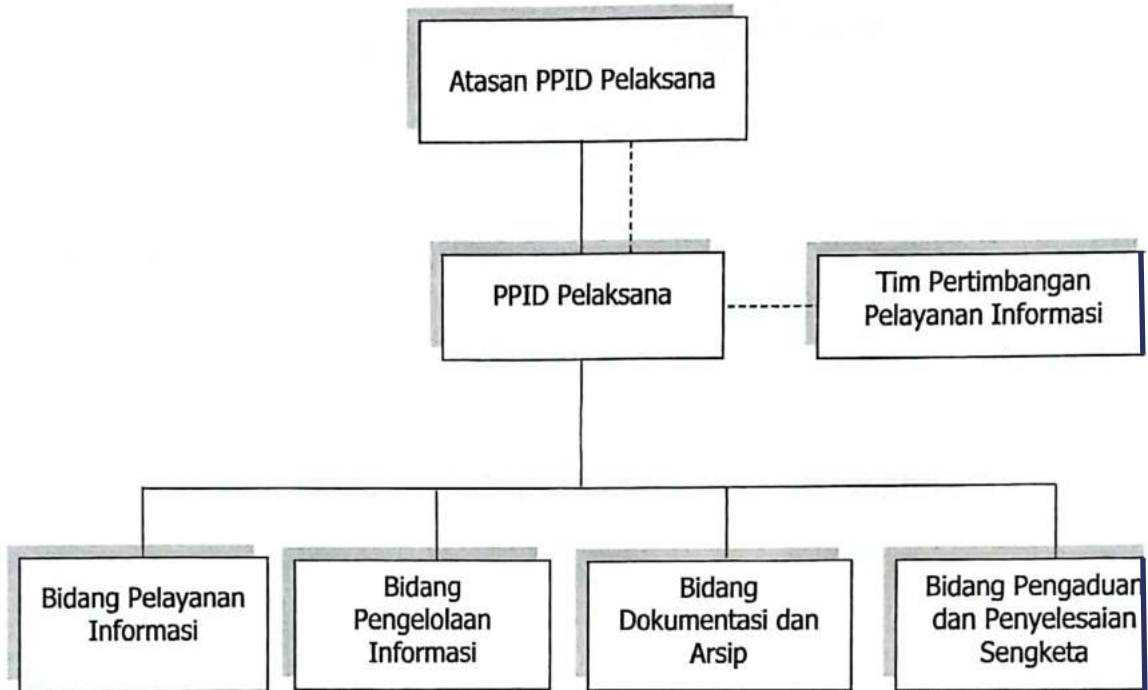 Atasan PPID Pelaksana
PPID Pelaksana
Tim Pertimbangan
Pelayanan Informasi
Bidang Pelayanan
Informasi
Bidang
Pengelolaan
Informasi
Bidang
Dokumentasi dan
Arsip
Bidang Pengaduan
dan Penyelesaian
Sengketa